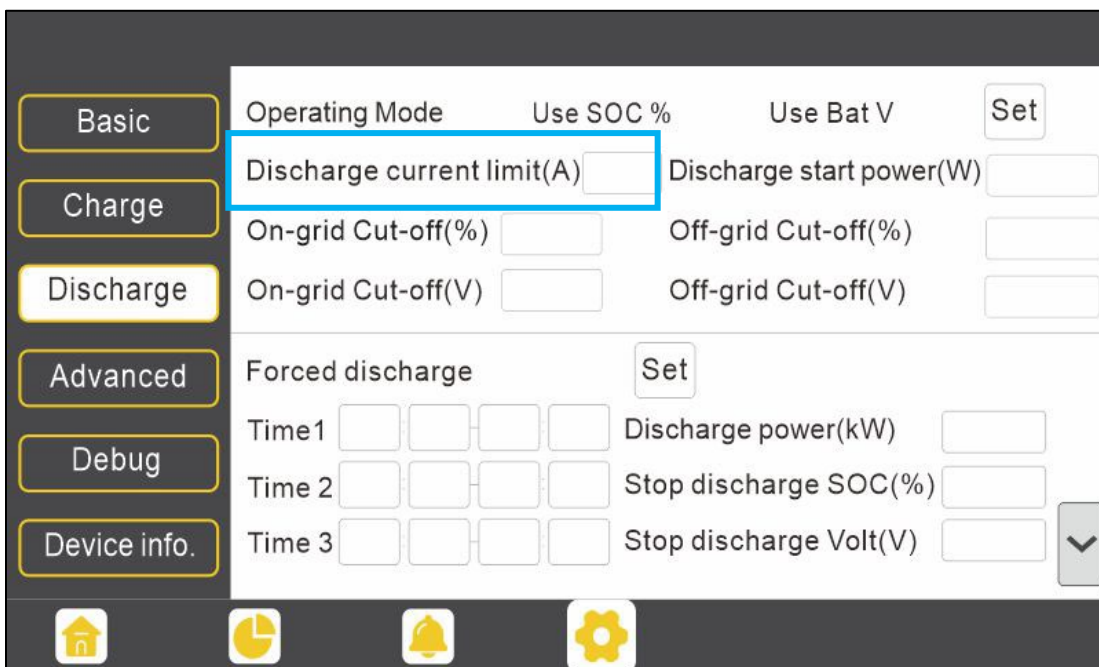 Basic
Charge
Discharge
Advanced
Debug
Device info.
Operating Mode Use SOC % Use Bat V Set
Discharge current limit(A) Discharge start power(W)
On-grid Cut-off(%) Off-grid Cut-off(%)
On-grid Cut-off(V) Off-grid Cut-off(V)
Forced discharge Set
Time1 : - : Discharge power(kW)
Time 2 : - : Stop discharge SOC(%)
Time 3 : - : Stop discharge Volt(V)